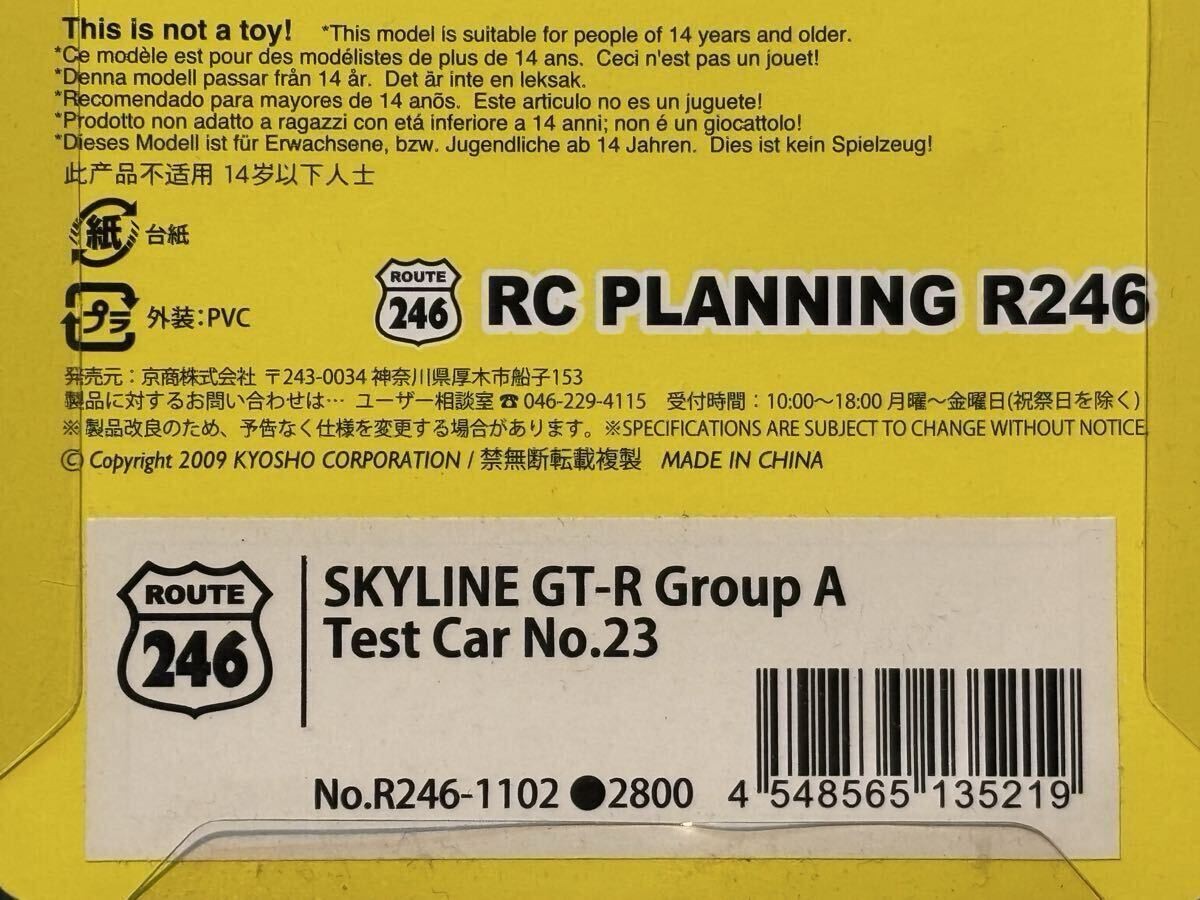 This is not a toy! *This model is suitable for people of 14 years and older.
*Ce modèle est pour des modélistes de plus de 14 ans. Ceci n'est pas un jouet!
*Denna modell passar från 14 år. Det är inte en leksak.
*Recomendado para mayores de 14 anõs. Este articulo no es un juguete!
*Prodotto non adatto a ragazzi con etá inferiore a 14 anni; non é un giocattolo!
*Dieses Modell ist für Erwachsene, bzw. Jugendliche ab 14 Jahren. Dies ist kein Spielzeug!
此产品不适用 14岁以下人士
紙 台紙
プラ 外装:PVC
ROUTE
246
RC PLANNING R246
発売元:京商株式会社 〒243-0034 神奈川県厚木市船子153
製品に対するお問い合わせは… ユーザー相談室 ☎ 046-229-4115 受付時間:10:00〜18:00 月曜〜金曜日(祝祭日を除く)
※ 製品改良のため、予告なく仕様を変更する場合があります。※SPECIFICATIONS ARE SUBJECT TO CHANGE WITHOUT NOTICE.
© Copyright 2009 KYOSHO CORPORATION / 禁無断転載複製 MADE IN CHINA
ROUTE
246
SKYLINE GT-R Group A
Test Car No.23
No.R246-1102 ●2800
4 548565 135219